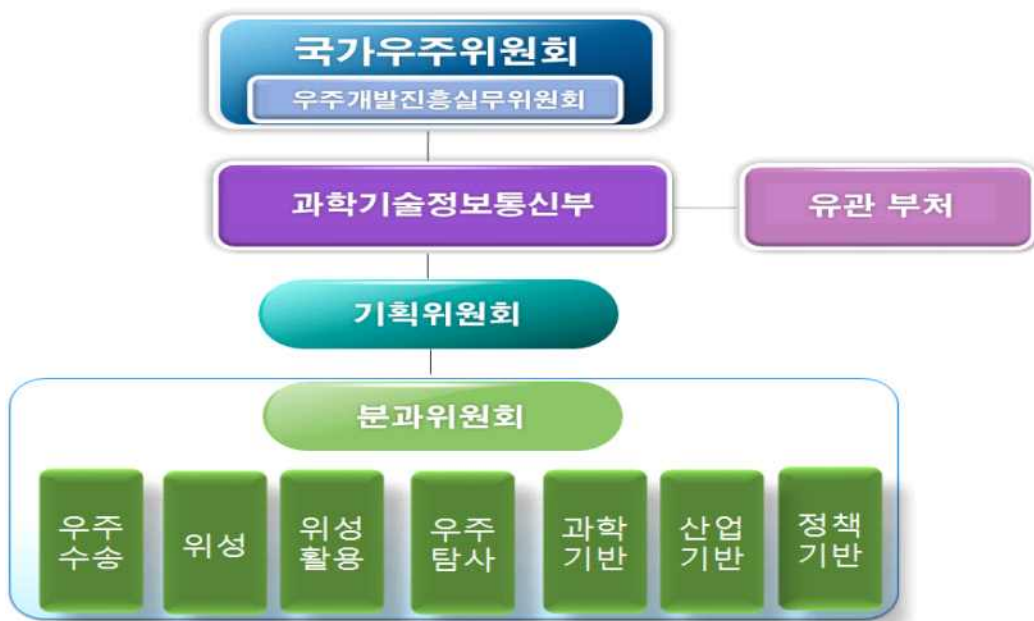 국가우주위원회
우주개발진흥실무위원회
과학기술정보통신부
유관 부처
기획위원회
분과위원회
우주
수송
위성
위성
활용
우주
탐사
과학
기반
산업
기반
정책
기반